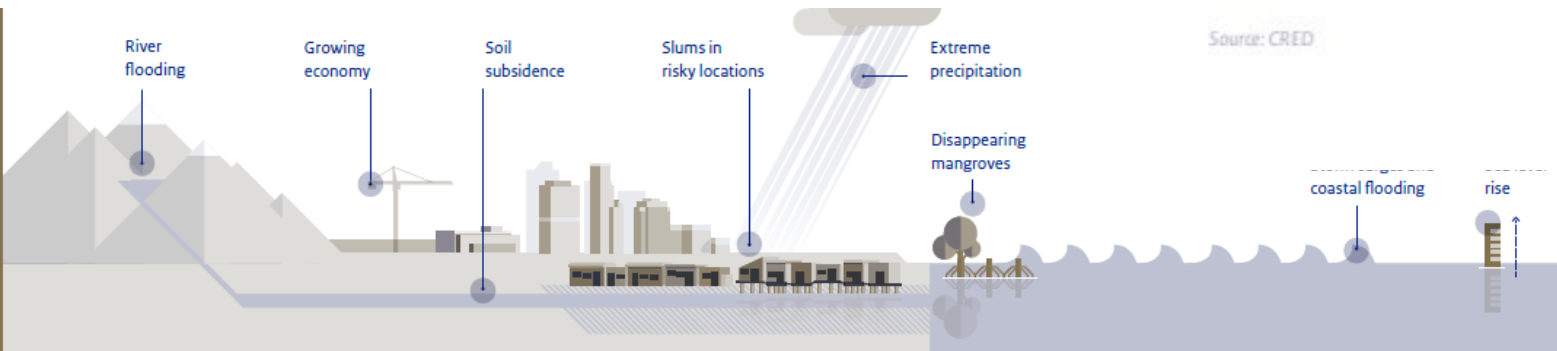 River
flooding
Growing
economy
Soil
subsidence
Slums in
risky locations
Extreme
precipitation
Source: CRED
Disappearing
mangroves
coastal flooding
rise